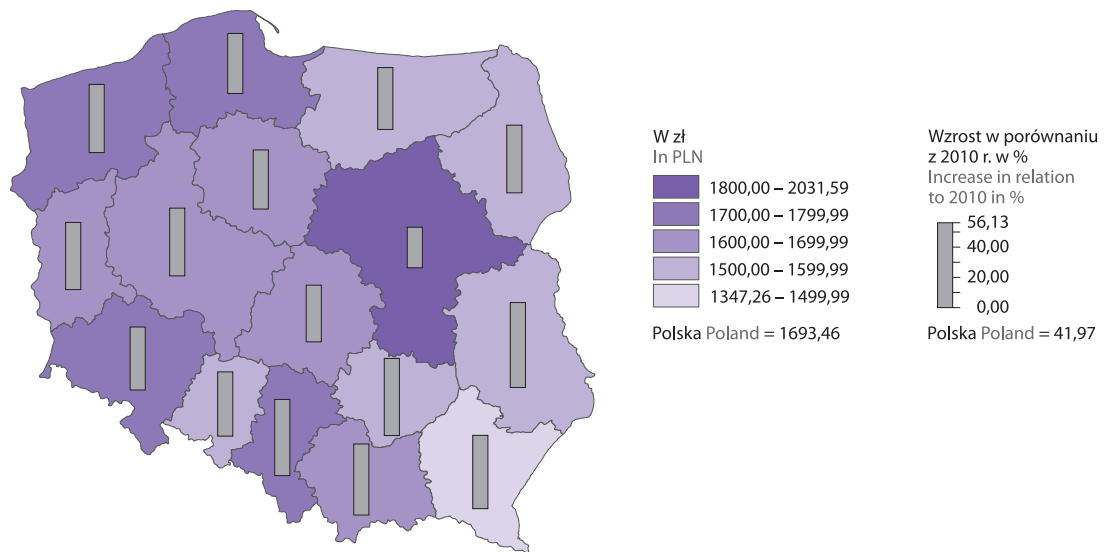 W zł
In PLN
1800,00 – 2031,59
1700,00 – 1799,99
1600,00 – 1699,99
1500,00 – 1599,99
1347,26 – 1499,99
Polska Poland = 1693,46
Wzrost w porównaniu
z 2010 r. w %
Increase in relation
to 2010 in %
56,13
40,00
20,00
0,00
Polska Poland = 41,97